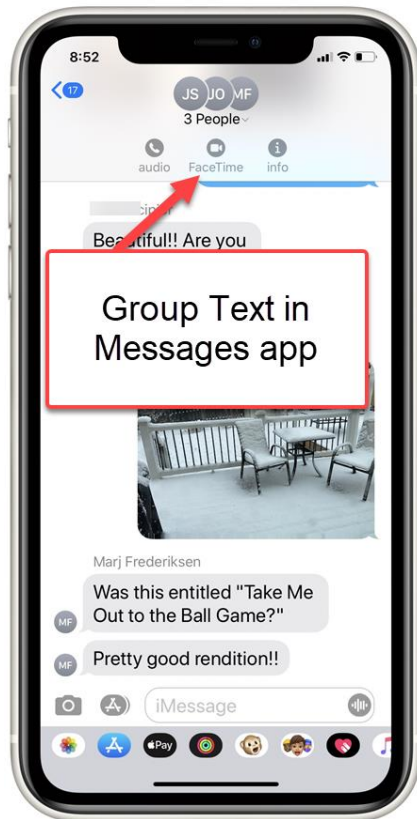 8:52
17
JS JO MF
3 People
audio FaceTime info
Beautiful!! Are you
Group Text in
Messages app
Marj Frederiksen
Was this entitled "Take Me
Out to the Ball Game?"
MF
MF Pretty good rendition!!
iMessage
Pay